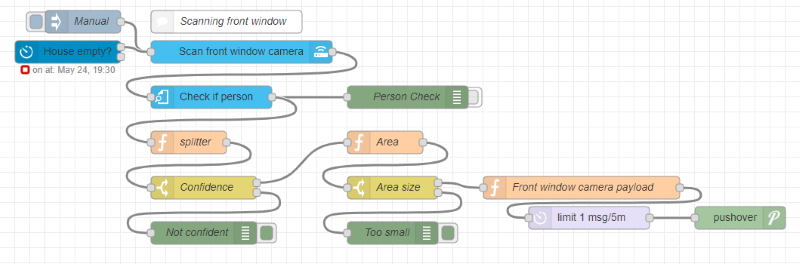 Manual
Scanning front window
House empty?
Scan front window camera
on at: May 24, 19:30
Check if person
Person Check
splitter
Area
Confidence
Area size
Front window camera payload
limit 1 msg/5m
pushover
Not confident
Too small